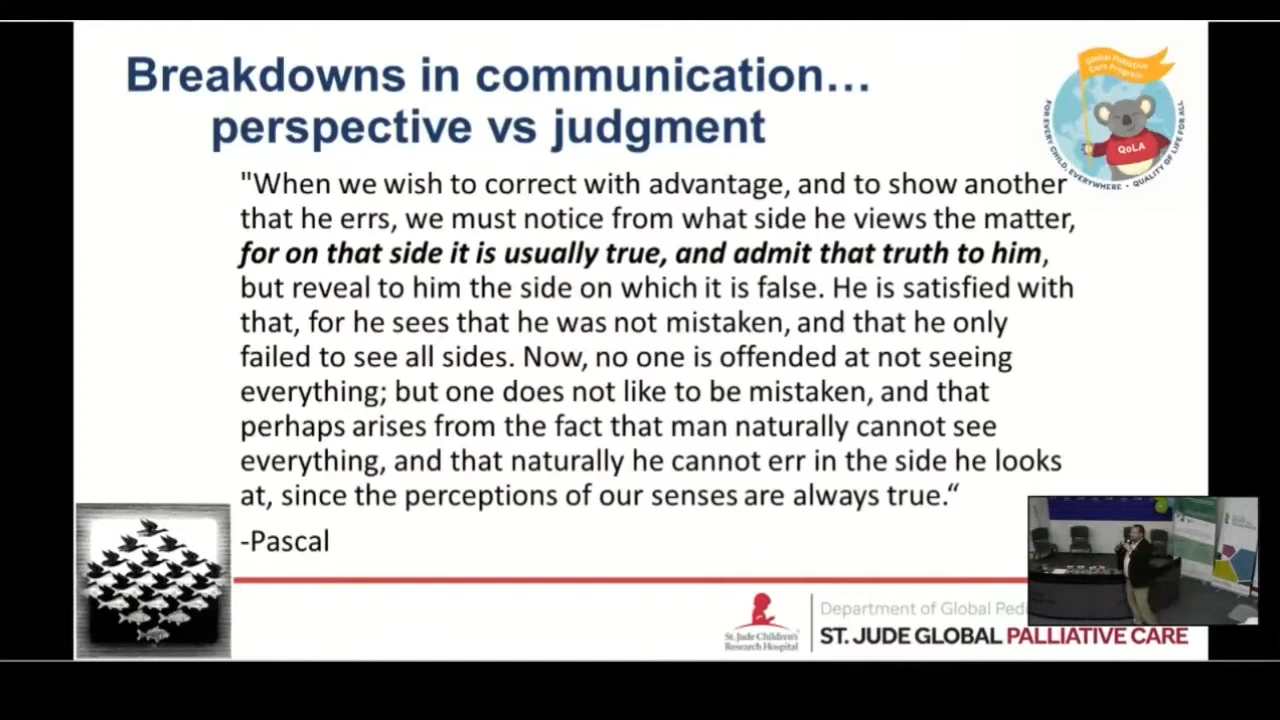 Breakdowns in communication…
perspective vs judgment
Global Palliative
Care Program
FOR EVERY CHILD, EVERYWHERE • QUALITY OF LIFE FOR ALL
QoLA
"When we wish to correct with advantage, and to show another
that he errs, we must notice from what side he views the matter,
for on that side it is usually true, and admit that truth to him,
but reveal to him the side on which it is false. He is satisfied with
that, for he sees that he was not mistaken, and that he only
failed to see all sides. Now, no one is offended at not seeing
everything; but one does not like to be mistaken, and that
perhaps arises from the fact that man naturally cannot see
everything, and that naturally he cannot err in the side he looks
at, since the perceptions of our senses are always true.“
-Pascal
St. Jude Children's
Research Hospital
Department of Global Ped
ST. JUDE GLOBAL PALLIATIVE CARE